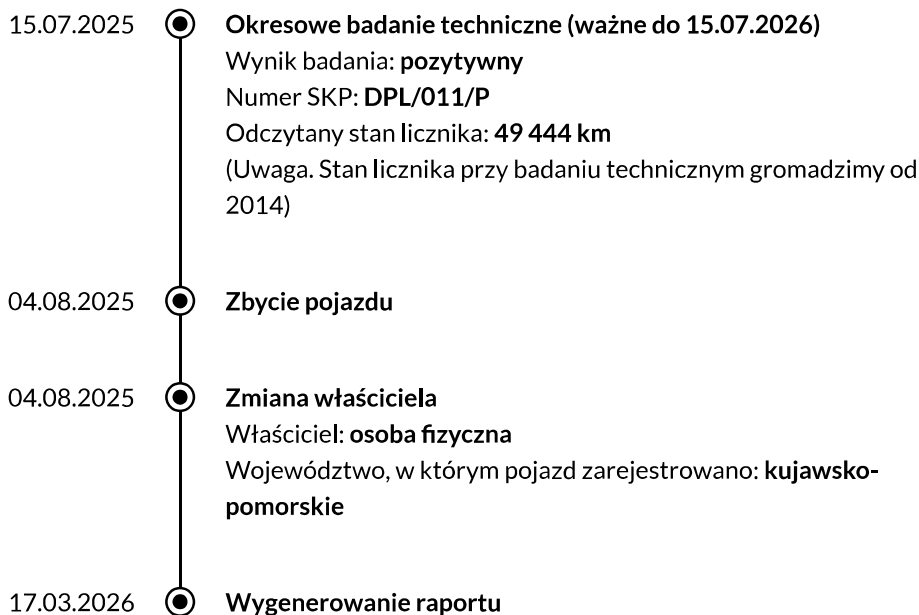 15.07.2025 Okresowe badanie techniczne (ważne do 15.07.2026)
Wynik badania: pozytywny
Numer SKP: DPL/011/P
Odczytany stan licznika: 49 444 km
(Uwaga. Stan licznika przy badaniu technicznym gromadzimy od
2014)
04.08.2025 Zbycie pojazdu
04.08.2025 Zmiana właściciela
Właściciel: osoba fizyczna
Województwo, w którym pojazd zarejestrowano: kujawsko-
pomorskie
17.03.2026 Wygenerowanie raportu